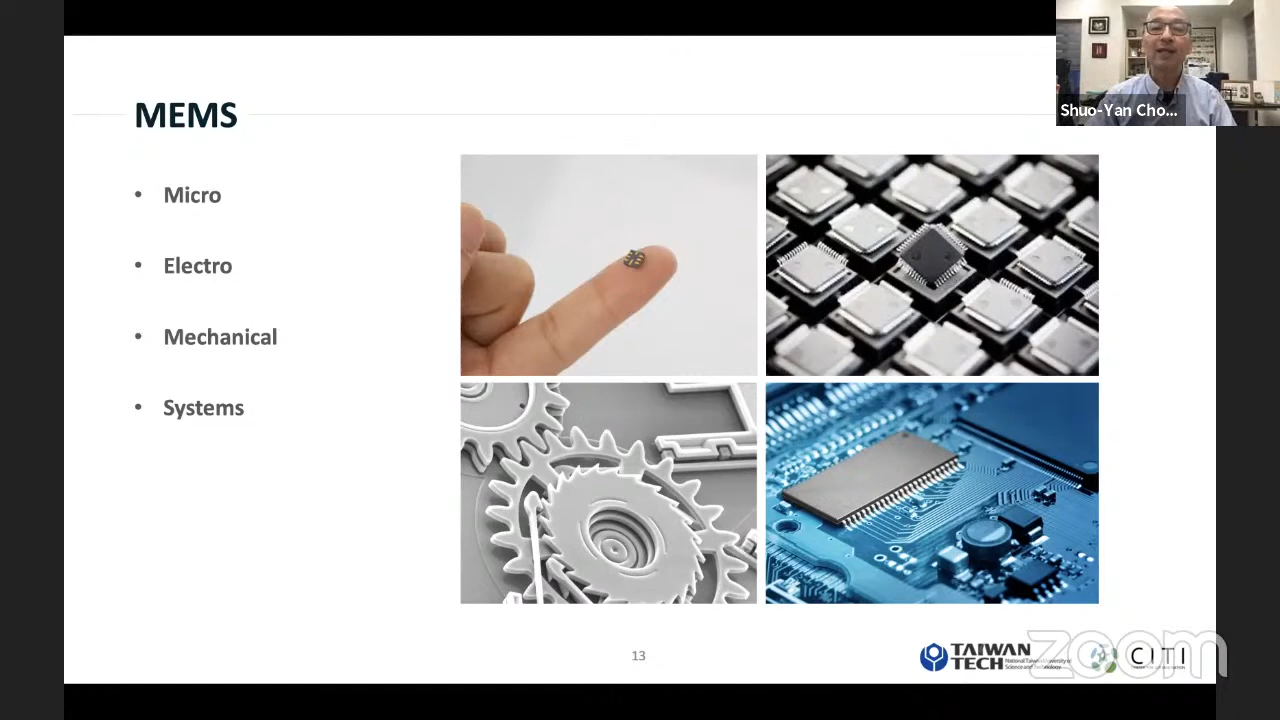 MEMS
Shuo-Yan Cho...
• Micro
• Electro
• Mechanical
• Systems
13
TAIWAN
TECH
National Taiwan University of
Science and Technology
CITI
zoom